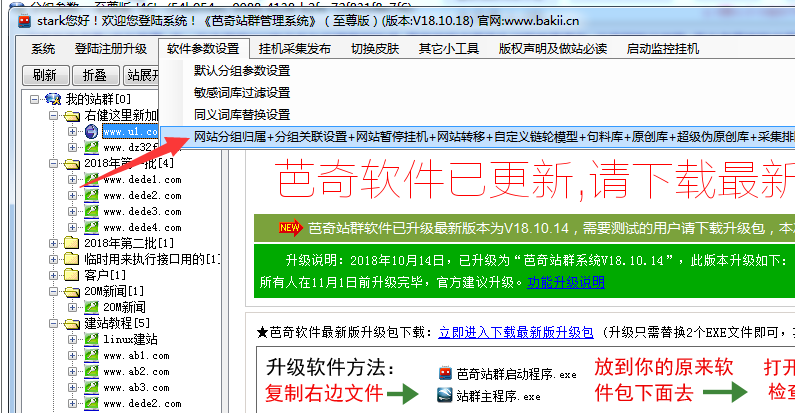 stark您好！欢迎您登陆系统！《芭奇站群管理系统》（至尊版）(版本:V18.10.18) 官网:www.bakii.cn
系统 登陆注册升级 软件参数设置 挂机采集发布 切换皮肤 其它小工具 版权声明及做站必读 启动监控挂机
刷新 折叠 站展开
默认分组参数设置
敏感词库过滤设置
同义词库替换设置
网站分组归属+分组关联设置+网站暂停挂机+网站转移+自定义链轮模型+句料库+原创库+超级伪原创库+采集排
我的站群[0]
右健这里新加
www.u1.co
www.dz32
2018年第一批[4]
www.dede1.com
www.dede2.com
www.dede3.com
www.dede4.com
2018年第二批[1]
临时用来执行接口用的[1]
客户[1]
20M新闻[1]
20M新闻
建站教程[5]
linux建站
www.ab1.com
www.ab2.com
www.ab3.com
www.dede2.com
芭奇软件已更新,请下载最新
NEW 芭奇站群软件已升级最新版本为V18.10.14，需要测试的用户请下载升级包，本
升级说明：2018年10月14日，已升级为“芭奇站群系统V18.10.14”，此版本升级如下：
所有人在11月1日前升级完毕，官方建议升级。功能升级说明
★芭奇软件最新版升级包下载：立即进入下载最新版升级包（升级只需替换2个EXE文件即可，
升级软件方法：
复制右边文件
芭奇站群启动程序.exe
站群主程序.exe
放到你的原来软
件包下面去
打开
检查